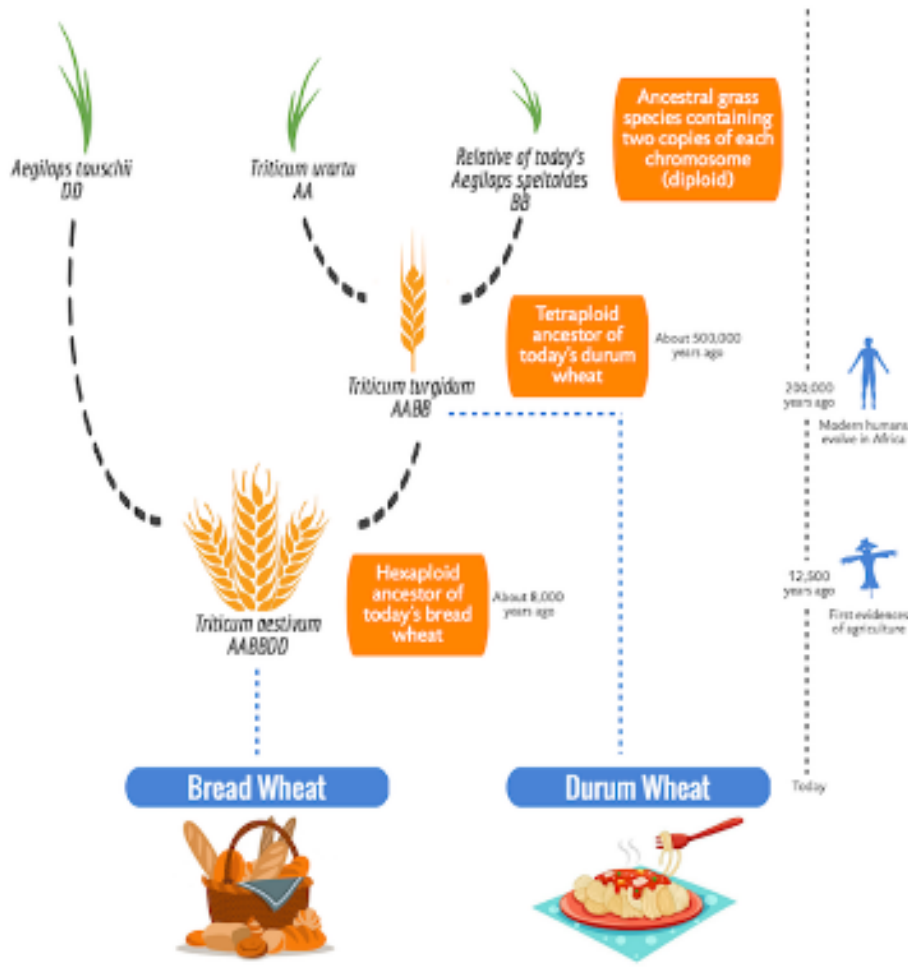 Aegilops tauschii
DD
Triticum urartu
AA
Relative of today's
Aegilops speltoides
BB
Ancestral grass
species containing
two copies of each
chromosome
(diploid)
Triticum turgidum
AABB
Tetraploid
ancestor of
today's durum
wheat
About 500,000
years ago
200,000
years ago
Modern humans
evolve in Africa
Triticum aestivum
AABBDD
Hexaploid
ancestor of
today's bread
wheat
About 8,000
years ago
12,500
years ago
First evidences
of agriculture
Bread Wheat
Durum Wheat
Today